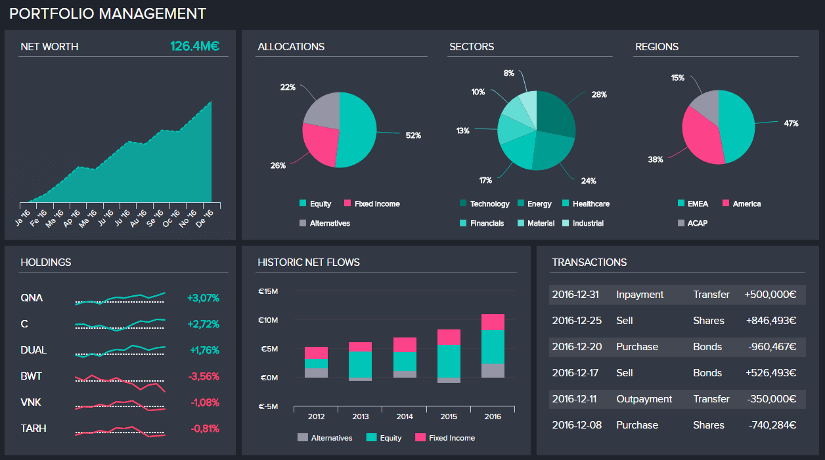 PORTFOLIO MANAGEMENT
NET WORTH 126.4M€
Ja '16 Fe '16 Ma '16 Ap '16 Ma '16 Ju '16 Ju '16 Au '16 Se '16 Oc '16 No '16 De '16
ALLOCATIONS
22%
52%
26%
Equity Fixed Income
Alternatives
SECTORS
8%
10%
28%
13%
17%
24%
Technology Energy Healthcare
Financials Material Industrial
REGIONS
15%
47%
38%
EMEA America
ACAP
HOLDINGS
QNA +3,07%
C +2,72%
DUAL +1,76%
BWT -3,56%
VNK -1,08%
TARH -0,81%
HISTORIC NET FLOWS
€15M
€10M
€5M
€0M
€-5M
2012 2013 2014 2015 2016
Alternatives Equity Fixed Income
TRANSACTIONS
2016-12-31 Inpayment Transfer +500,000€
2016-12-25 Sell Shares +846,493€
2016-12-20 Purchase Bonds -960,467€
2016-12-17 Sell Bonds +526,493€
2016-12-11 Outpayment Transfer -350,000€
2016-12-08 Purchase Shares -740,284€